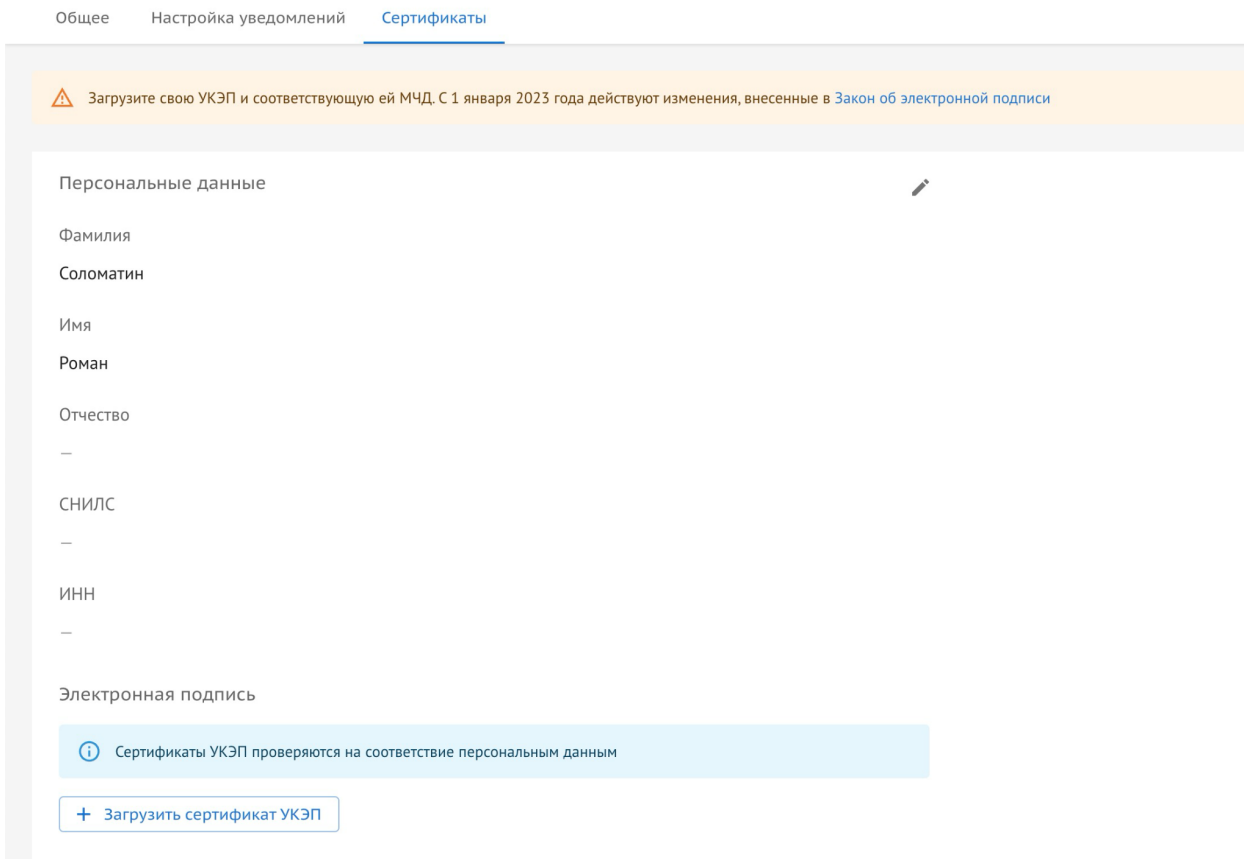 Общее Настройка уведомлений Сертификаты
Загрузите свою УКЭП и соответствующую ей МЧД. С 1 января 2023 года действуют изменения, внесенные в Закон об электронной подписи
Персональные данные
Фамилия
Соломатин
Имя
Роман
Отчество
—
СНИЛС
—
ИНН
—
Электронная подпись
Сертификаты УКЭП проверяются на соответствие персональным данным
+ Загрузить сертификат УКЭП